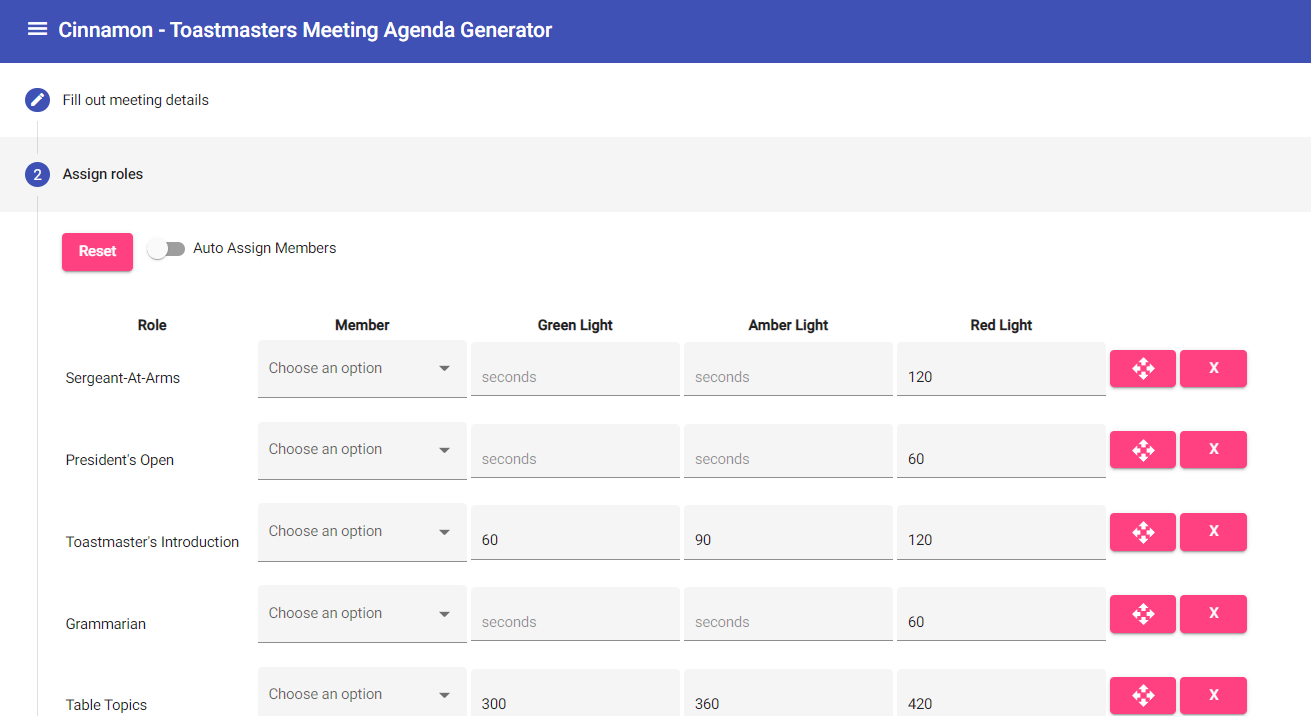 Cinnamon - Toastmasters Meeting Agenda Generator
Fill out meeting details
2 Assign roles
Reset Auto Assign Members
Role Member Green Light Amber Light Red Light
Sergeant-At-Arms Choose an option seconds seconds 120 X
President's Open Choose an option seconds seconds 60 X
Toastmaster's Introduction Choose an option 60 90 120 X
Grammarian Choose an option seconds seconds 60 X
Table Topics Choose an option 300 360 420 X